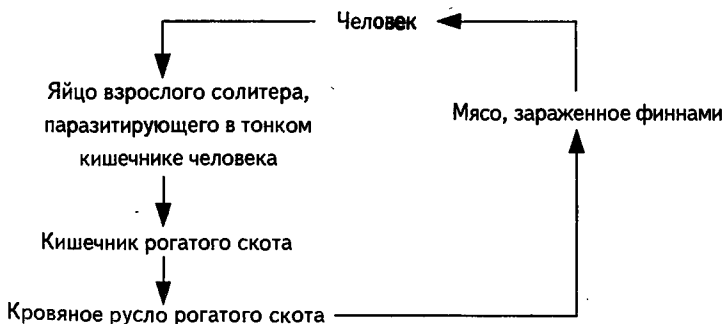 Человек
Яйцо взрослого солитера,
паразитирующего в тонком
кишечнике человека
Мясо, зараженное финнами
Кишечник рогатого скота
Кровяное русло рогатого скота